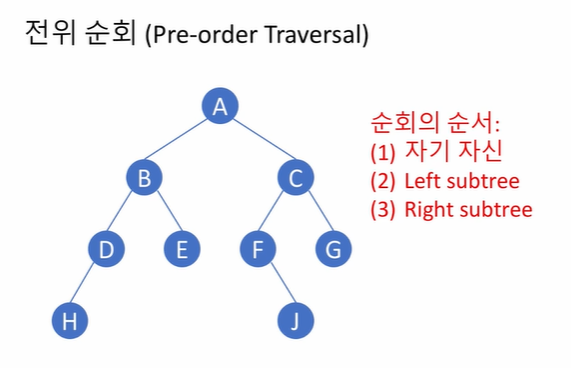 전위 순회 (Pre-order Traversal)
A
순회의 순서:
(1) 자기 자신
(2) Left subtree
(3) Right subtree
B
C
D
E
F
G
H
J